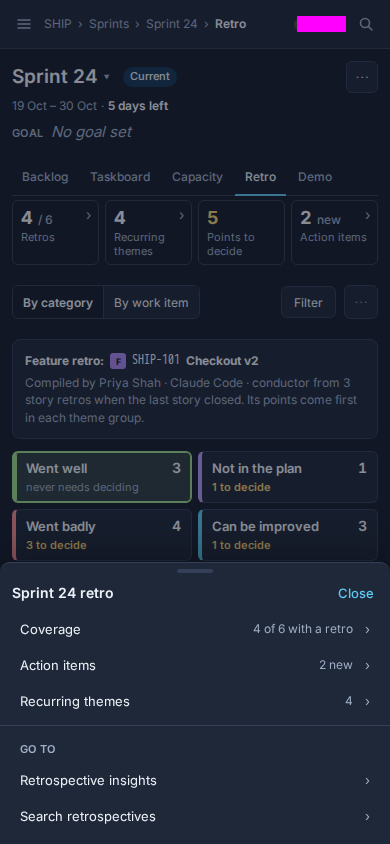 SHIP › Sprints › Sprint 24 › Retro
Sprint 24 ▾ Current ...
19 Oct – 30 Oct · 5 days left
GOAL No goal set
Backlog Taskboard Capacity Retro Demo
4 / 6 › 4 › 5 2 new ›
Retros Recurring themes Points to decide Action items
By category By work item Filter ...
Feature retro: F SHIP-101 Checkout v2
Compiled by Priya Shah · Claude Code · conductor from 3
story retros when the last story closed. Its points come first
in each theme group.
Went well 3 Not in the plan 1
never needs deciding 1 to decide
Went badly 4 Can be improved 3
3 to decide 1 to decide
Sprint 24 retro Close
Coverage 4 of 6 with a retro ›
Action items 2 new ›
Recurring themes 4 ›
GO TO
Retrospective insights ›
Search retrospectives ›